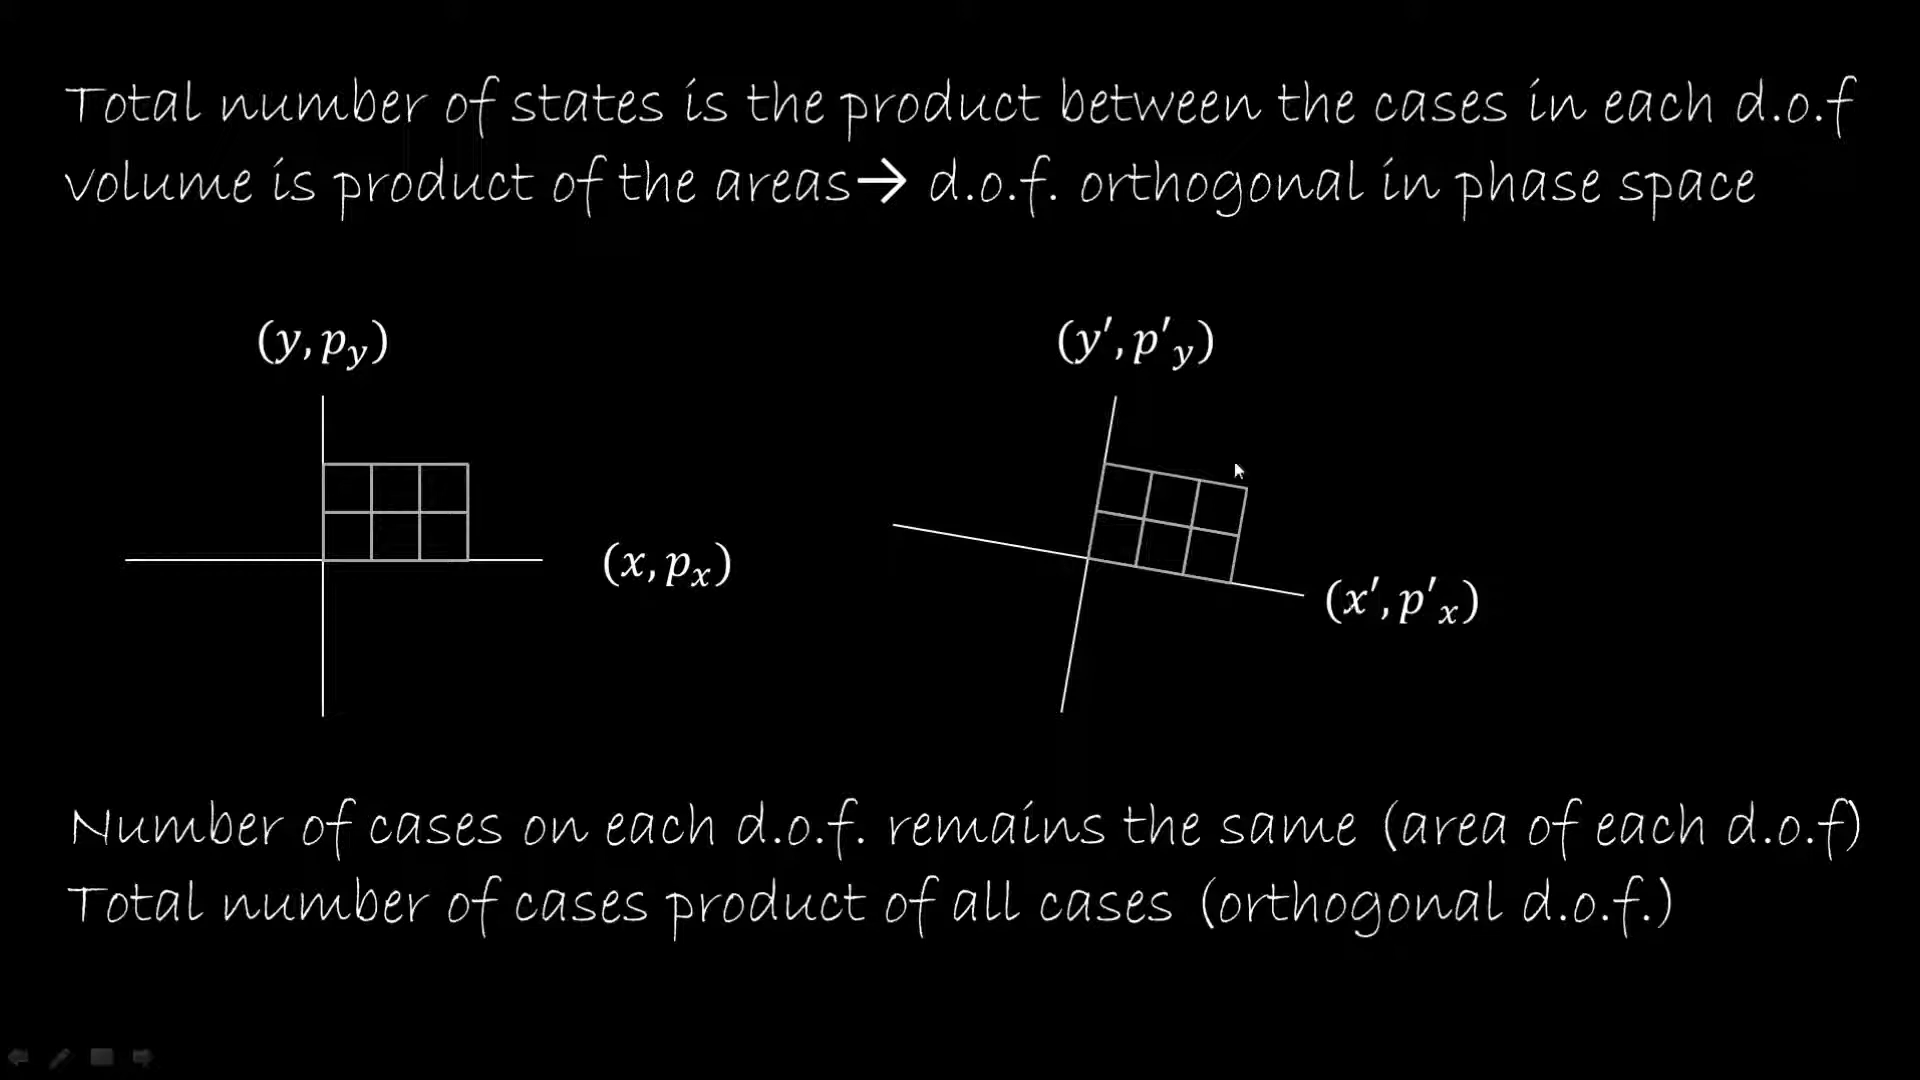 Total number of states is the product between the cases in each d.o.f
volume is product of the areas→ d.o.f. orthogonal in phase space
(y, p_y)
(y′, p′_y)
(x, p_x)
(x′, p′_x)
Number of cases on each d.o.f. remains the same (area of each d.o.f)
Total number of cases product of all cases (orthogonal d.o.f.)